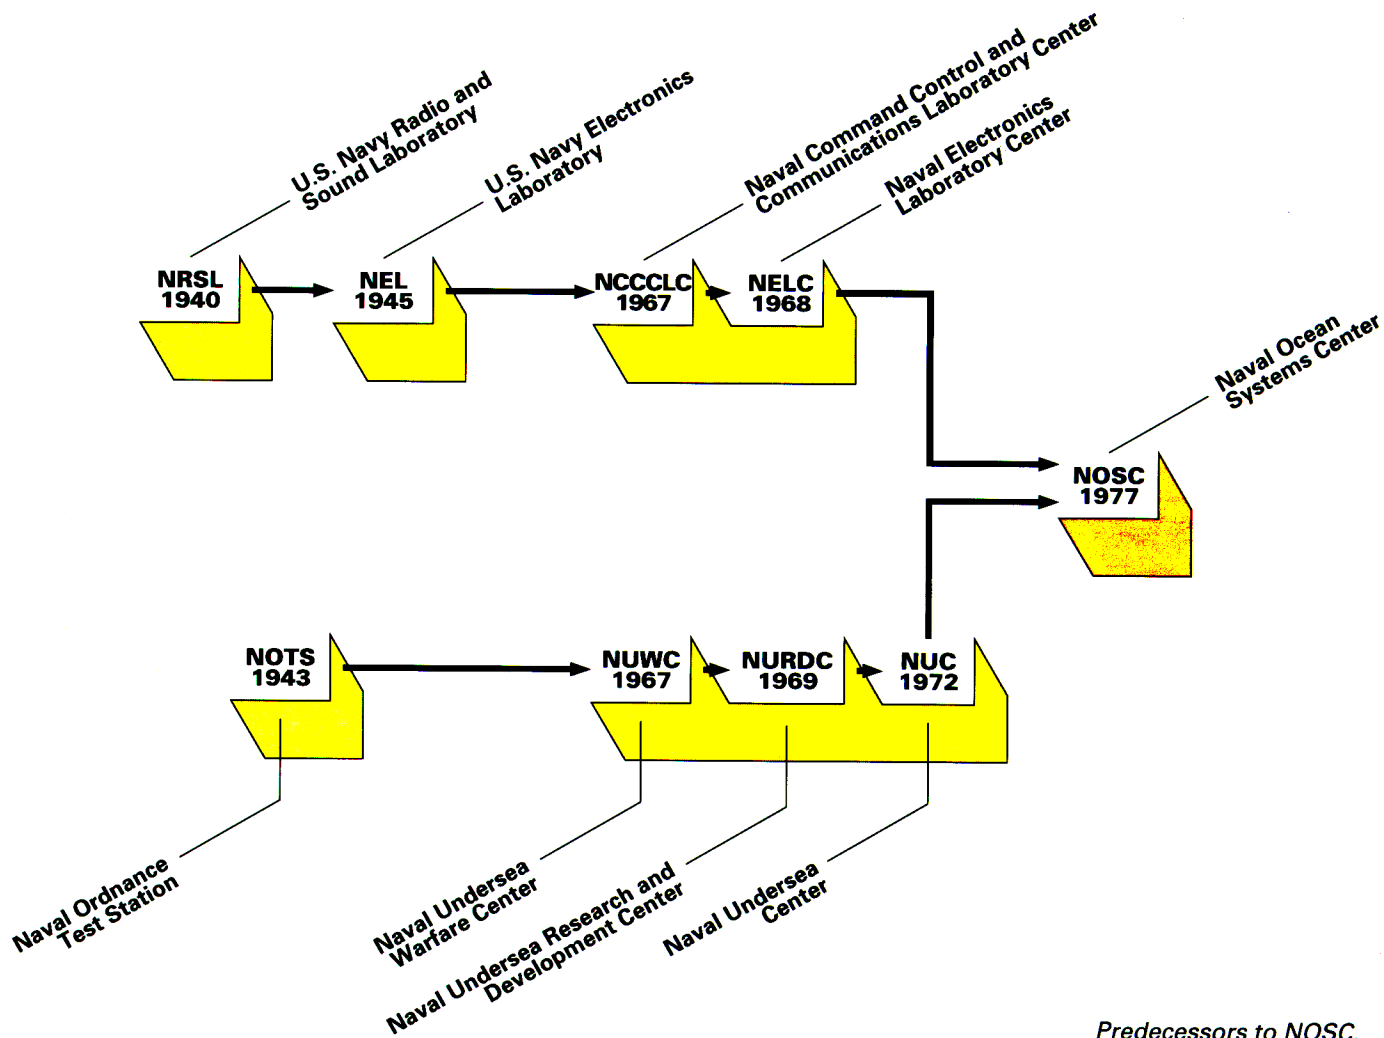 U.S. Navy Radio and
Sound Laboratory
U.S. Navy Electronics
Laboratory
Naval Command Control and
Communications Laboratory Center
Naval Electronics
Laboratory Center
NRSL
1940
NEL
1945
NCCCLC
1967
NELC
1968
Naval Ocean
Systems Center
NOSC
1977
NOTS
1943
NUWC
1967
NURDC
1969
NUC
1972
Naval Ordnance
Test Station
Naval Undersea
Warfare Center
Naval Undersea Research and
Development Center
Naval Undersea
Center
Predecessors to NOSC